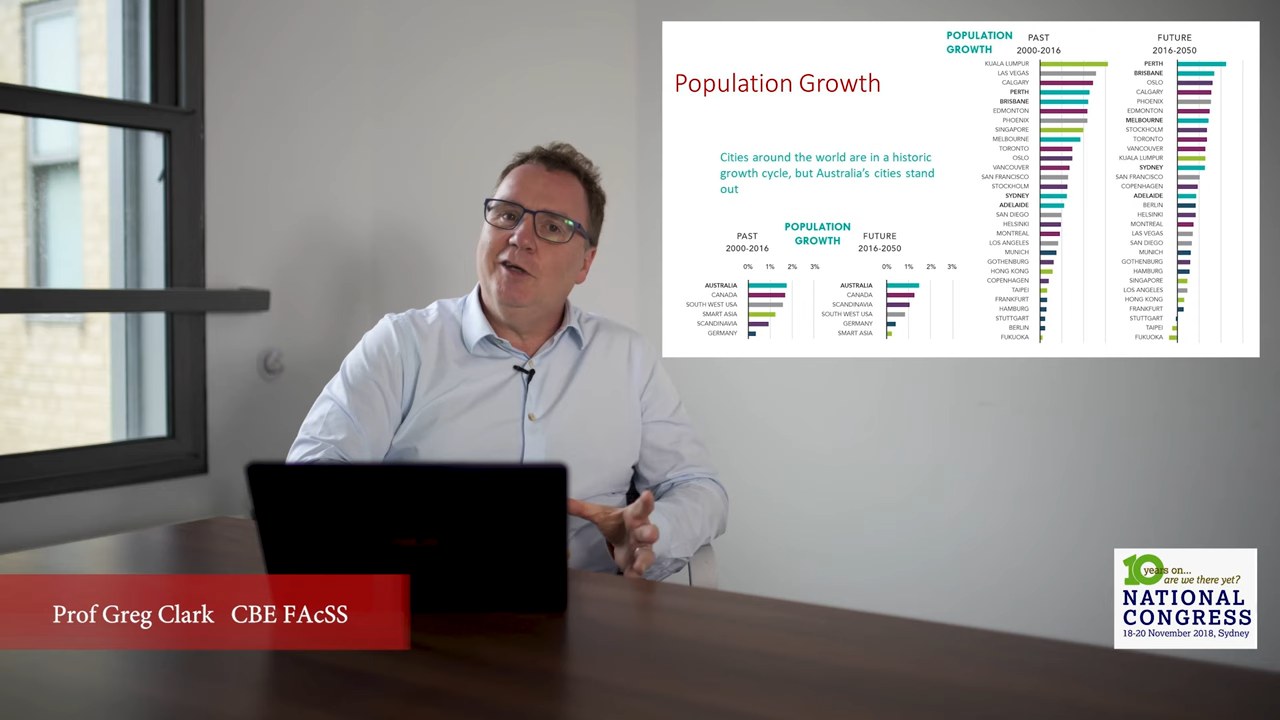 Population Growth
Cities around the world are in a historic
growth cycle, but Australia's cities stand
out
POPULATION
GROWTH
PAST
2000-2016
FUTURE
2016-2050
0% 1% 2% 3%
0% 1% 2% 3%
AUSTRALIA
CANADA
SOUTH WEST USA
SMART ASIA
SCANDINAVIA
GERMANY
AUSTRALIA
CANADA
SCANDINAVIA
SOUTH WEST USA
GERMANY
SMART ASIA
POPULATION
GROWTH
PAST
2000-2016
FUTURE
2016-2050
KUALA LUMPUR
LAS VEGAS
CALGARY
PERTH
BRISBANE
EDMONTON
PHOENIX
SINGAPORE
MELBOURNE
TORONTO
OSLO
VANCOUVER
SAN FRANCISCO
STOCKHOLM
SYDNEY
ADELAIDE
SAN DIEGO
HELSINKI
MONTREAL
LOS ANGELES
MUNICH
GOTHENBURG
HONG KONG
COPENHAGEN
TAIPEI
FRANKFURT
HAMBURG
STUTTGART
BERLIN
FUKUOKA
PERTH
BRISBANE
OSLO
CALGARY
PHOENIX
EDMONTON
MELBOURNE
STOCKHOLM
TORONTO
VANCOUVER
KUALA LUMPUR
SYDNEY
SAN FRANCISCO
COPENHAGEN
ADELAIDE
BERLIN
HELSINKI
MONTREAL
LAS VEGAS
SAN DIEGO
MUNICH
GOTHENBURG
HAMBURG
SINGAPORE
LOS ANGELES
HONG KONG
FRANKFURT
STUTTGART
TAIPEI
FUKUOKA
Prof Greg Clark CBE FAcSS
10 years on...
are we there yet?
NATIONAL
CONGRESS
18-20 November 2018, Sydney